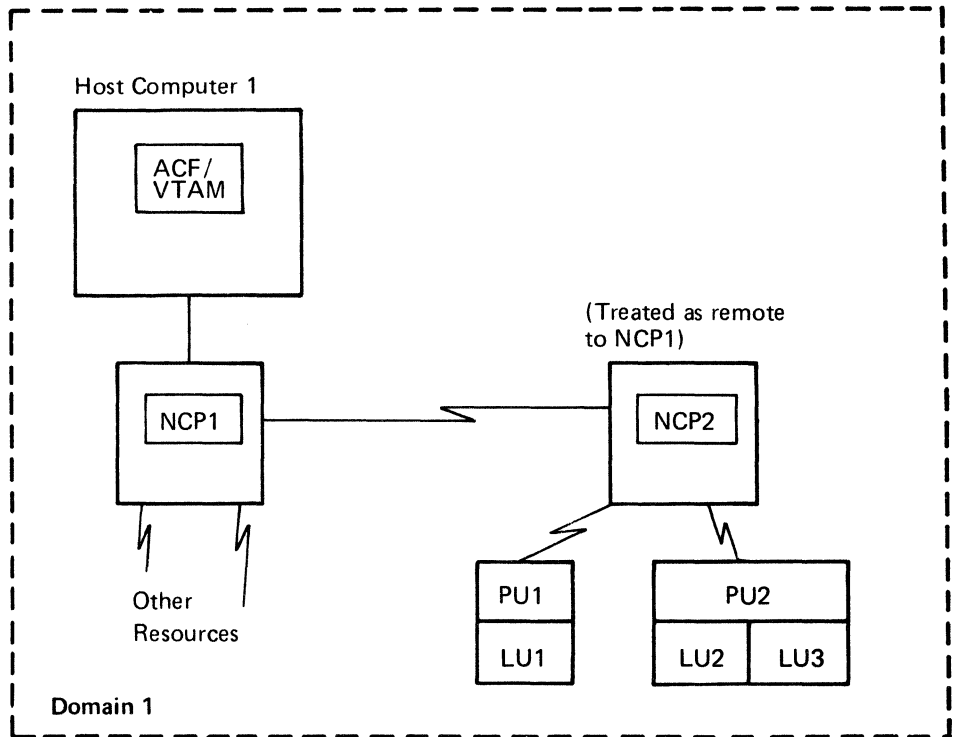 Host Computer 1
ACF/
VTAM
(Treated as remote
to NCP1)
NCP1
NCP2
Other
Resources
PU1
LU1
PU2
LU2
LU3
Domain 1